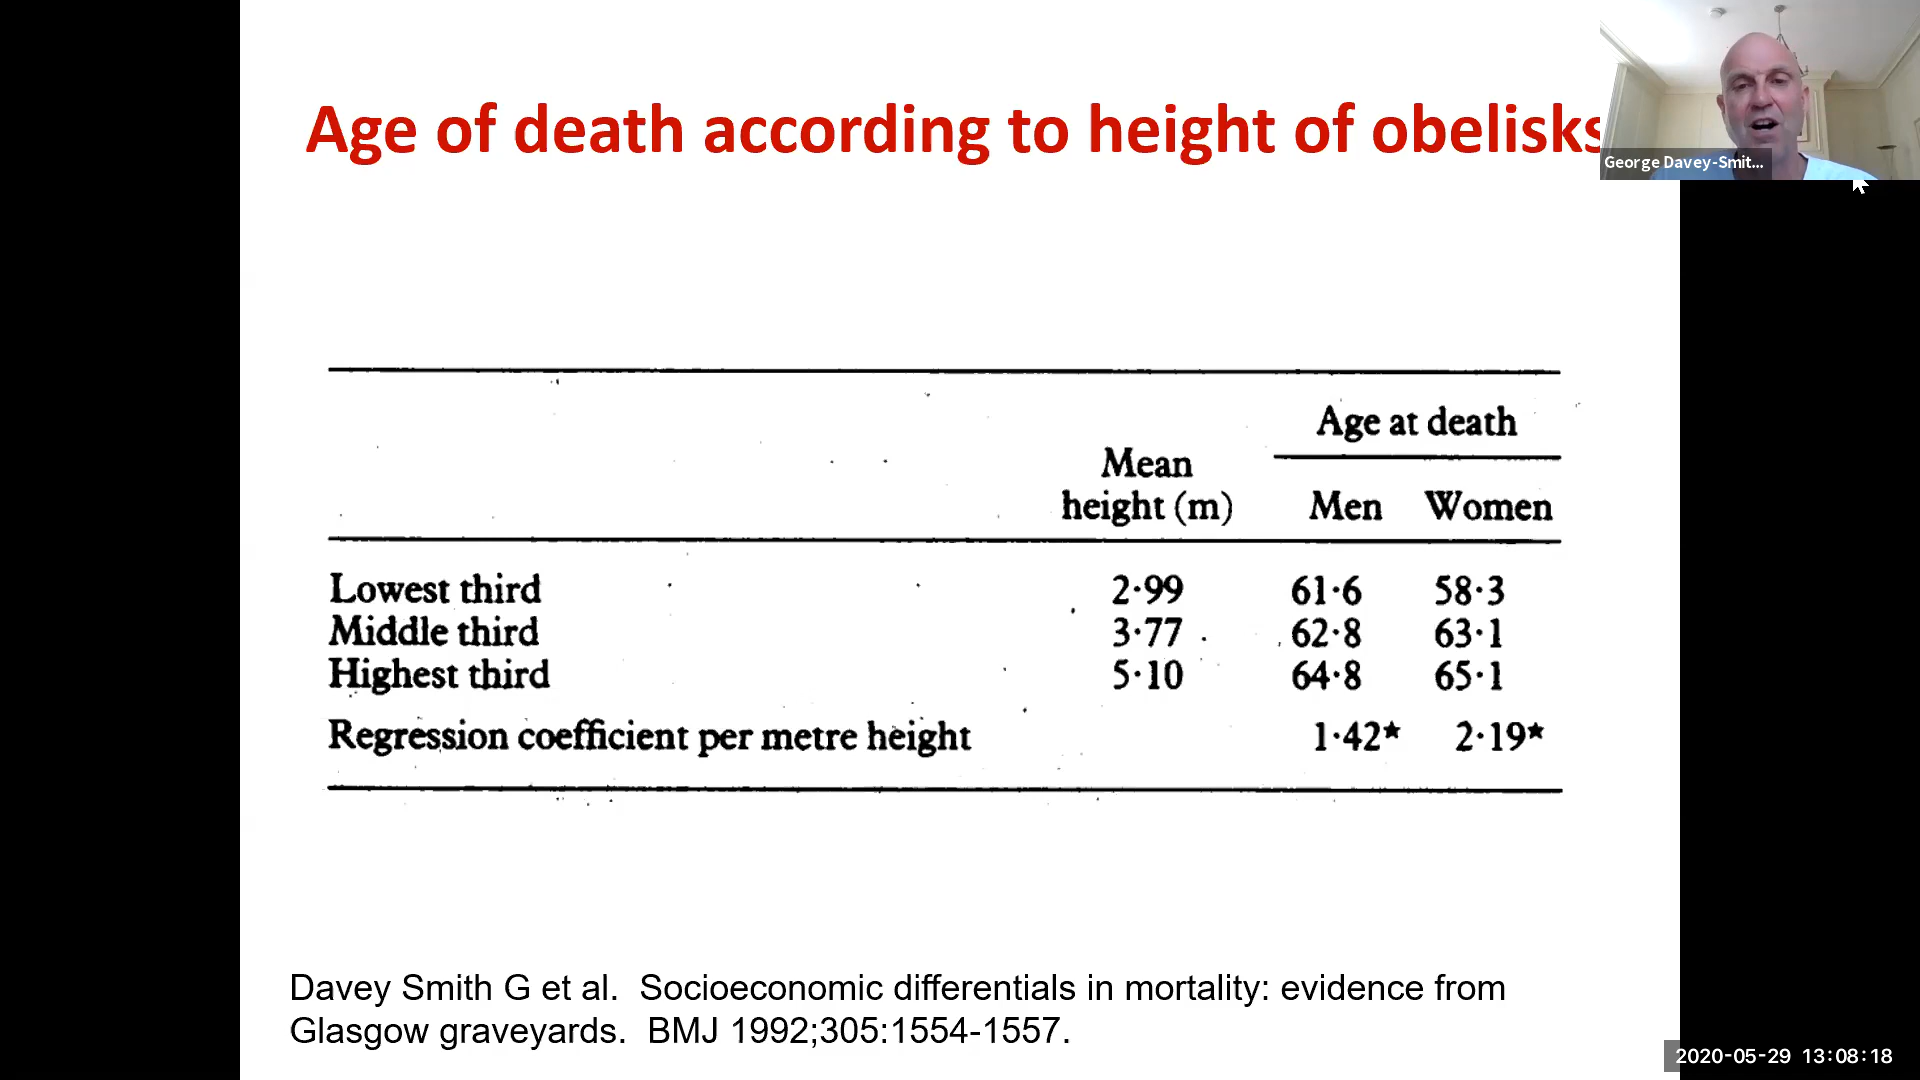 Age of death according to height of obelisks
George Davey-Smit...
Age at death
Mean
height (m) Men Women
Lowest third 2·99 61·6 58·3
Middle third 3·77 62·8 63·1
Highest third 5·10 64·8 65·1
Regression coefficient per metre height 1·42* 2·19*
Davey Smith G et al. Socioeconomic differentials in mortality: evidence from
Glasgow graveyards. BMJ 1992;305:1554-1557.
2020-05-29 13:08:18